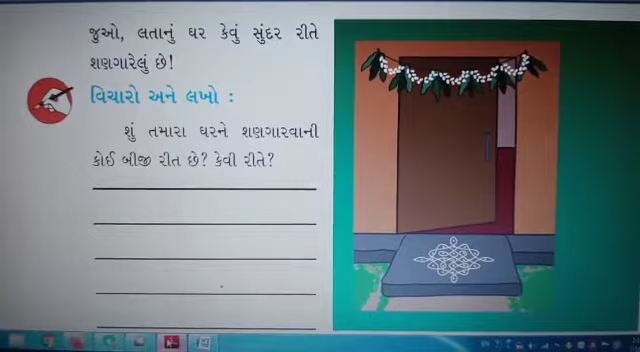 જુઓ, લતાનું ઘર કેવું સુંદર રીતે
શણગારેલું છે!
વિચારો અને લખો :
શું તમારા ઘરને શણગારવાની
કોઈ બીજી રીત છે? કેવી રીતે?